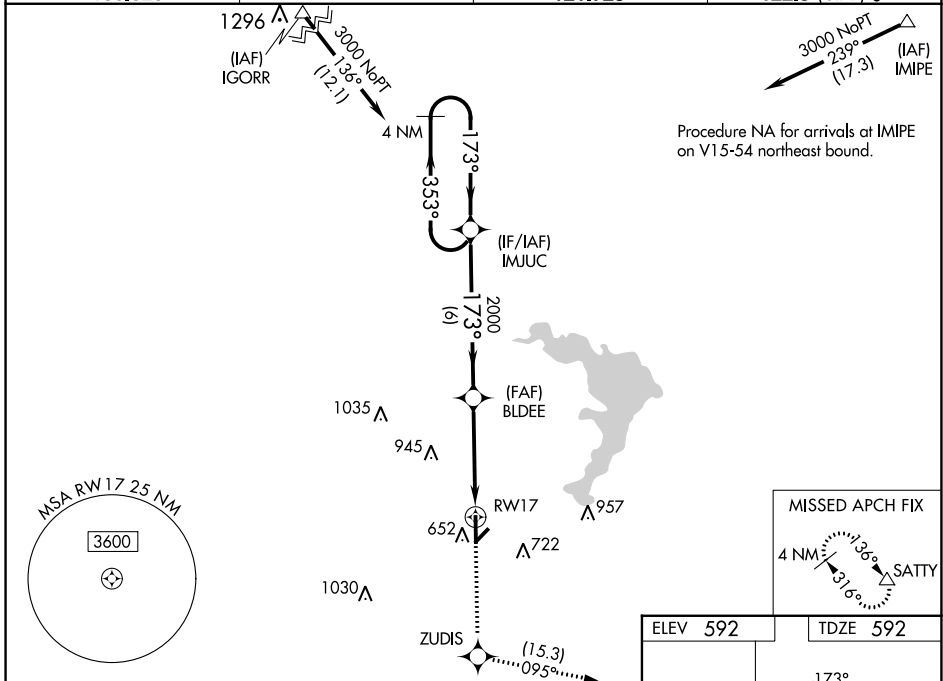 1296
(IAF)
IGORR
3000 NoPT
136°
(12.1)
3000 NoPT
239°
(17.3)
(IAF)
IMIPE
Procedure NA for arrivals at IMIPE
on V15-54 northeast bound.
4 NM
173°
353°
(IF/IAF)
IMJUC
2000
173°
(6)
(FAF)
BLDEE
1035
945
RW17
957
652
722
1030
MSA RW17 25 NM
3600
MISSED APCH FIX
4 NM
136°
316°
SATTY
ZUDIS
(15.3)
095°
ELEV 592
TDZE 592
173°